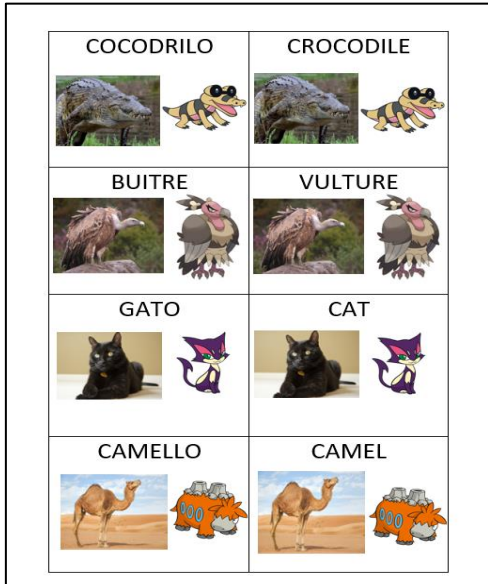 COCODRILO
CROCODILE
BUITRE
VULTURE
GATO
CAT
CAMELLO
CAMEL